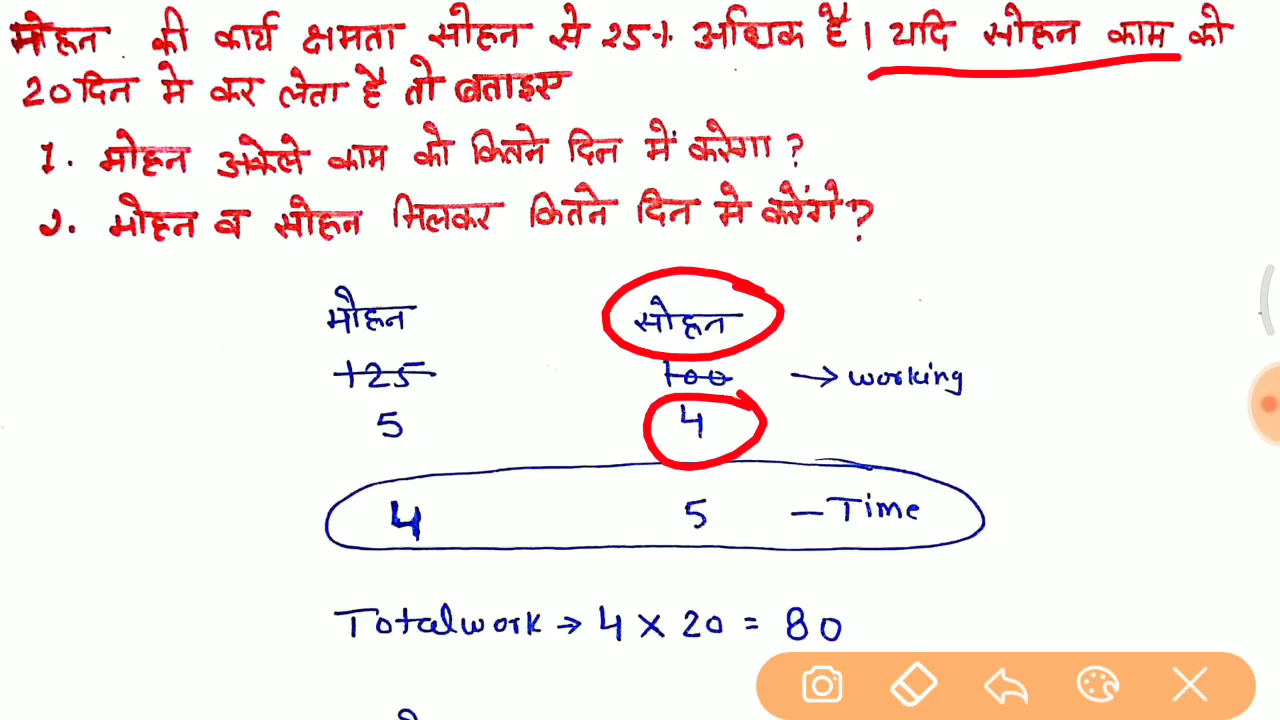 मोहन की कार्य क्षमता सोहन से 25% अधिक है। यदि सोहन काम को
20 दिन मे कर लेता है तो बताइए
1. मोहन अकेले काम को कितने दिन में करेगा?
2. मोहन व सोहन मिलकर कितने दिन मे करेंगे?
मोहन सोहन
125 100 → working
5 4
4 5 – Time
Total work → 4 × 20 = 80